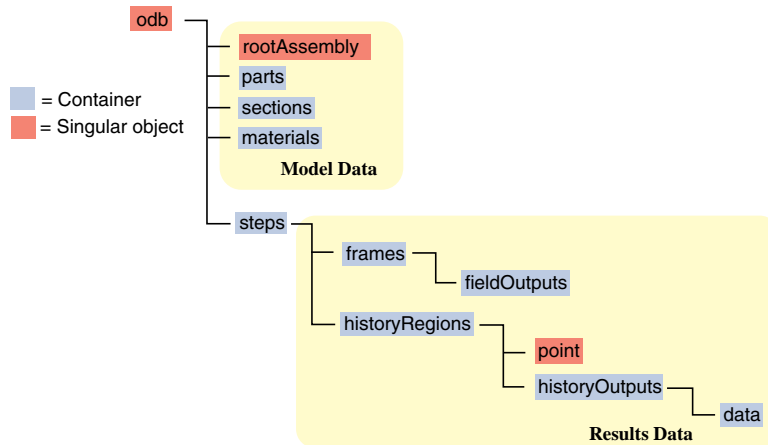 odb
rootAssembly
parts
= Container
sections
= Singular object
materials
Model Data
steps
frames
fieldOutputs
historyRegions
point
historyOutputs
data
Results Data